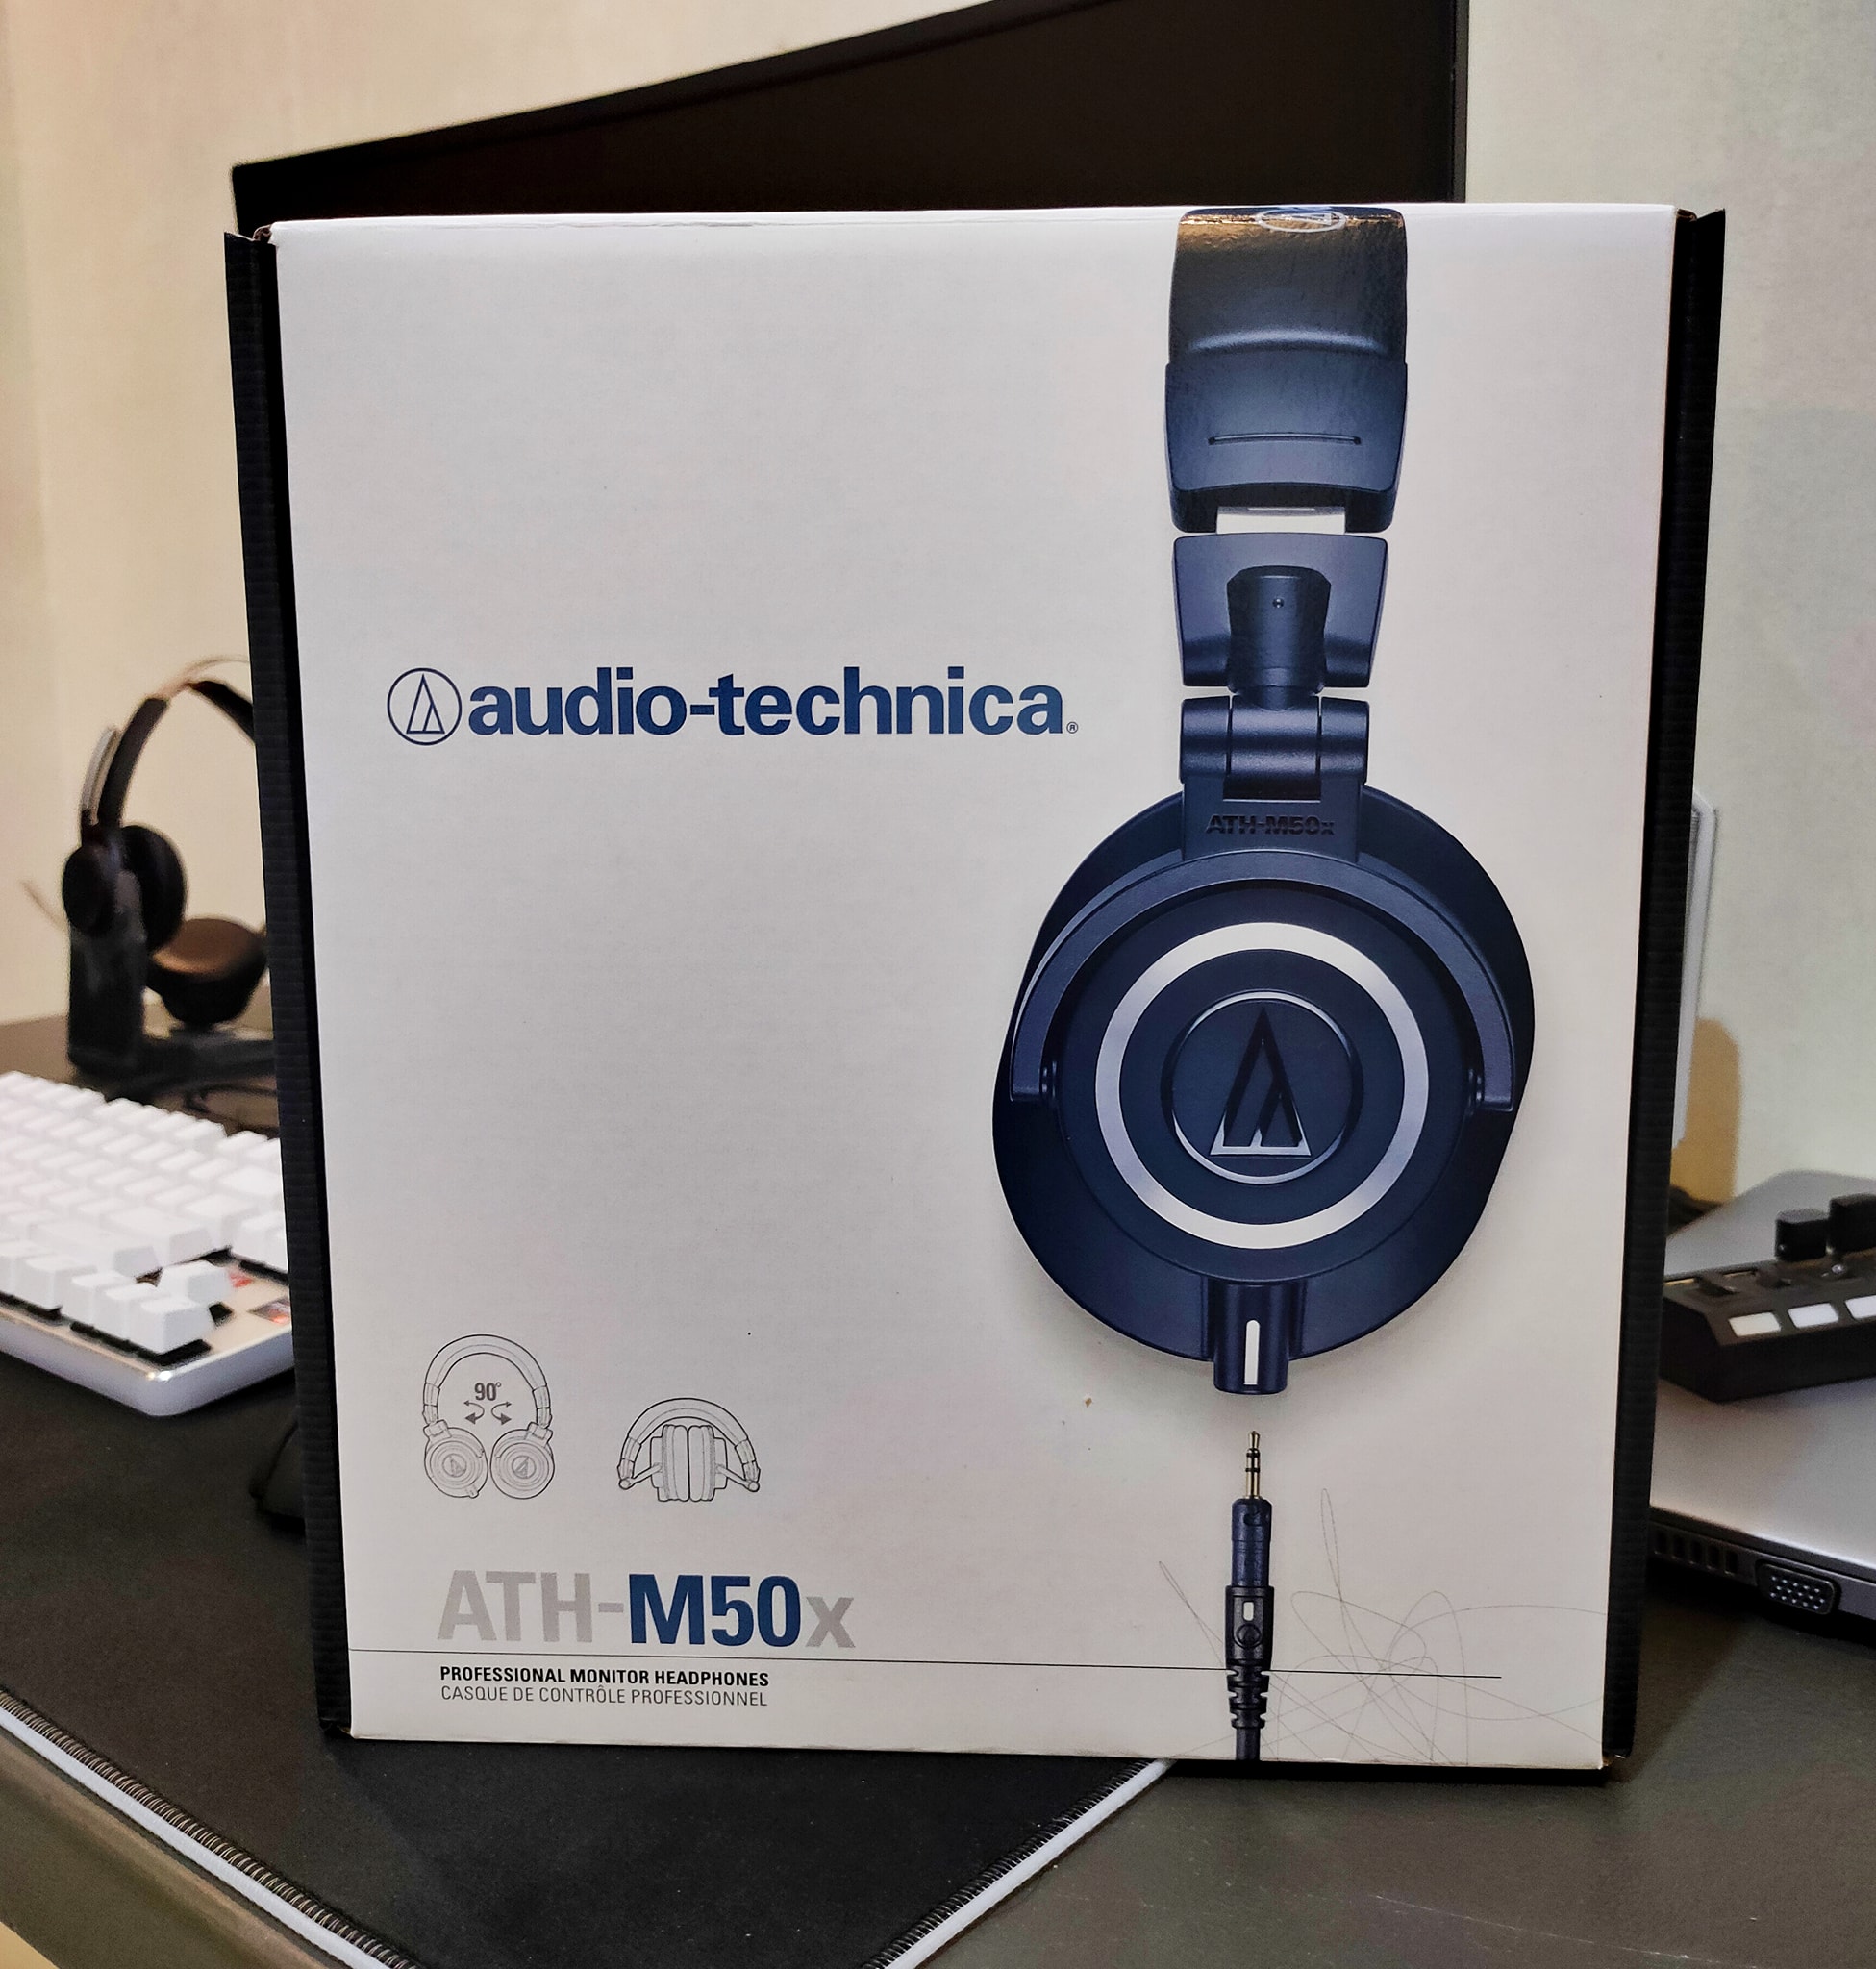 audio-technica®
ATH-M50x
90°
ATH-M50x
PROFESSIONAL MONITOR HEADPHONES
CASQUE DE CONTRÔLE PROFESSIONNEL